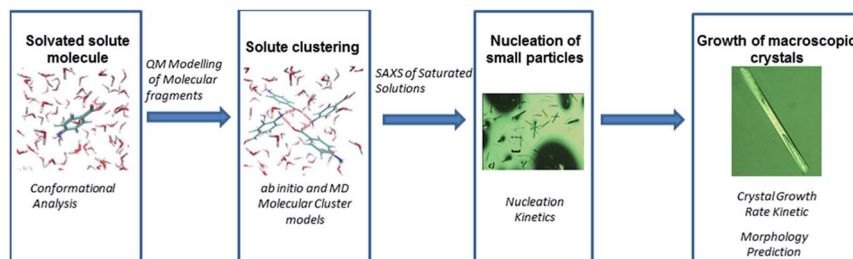 Solvated solute
molecule
Conformational
Analysis
QM Modelling
of Molecular
fragments
Solute clustering
ab initio and MD
Molecular Cluster
models
SAXS of Saturated
Solutions
Nucleation of
small particles
c)
Nucleation
Kinetics
Growth of macroscopic
crystals
Crystal Growth
Rate Kinetic
Morphology
Prediction